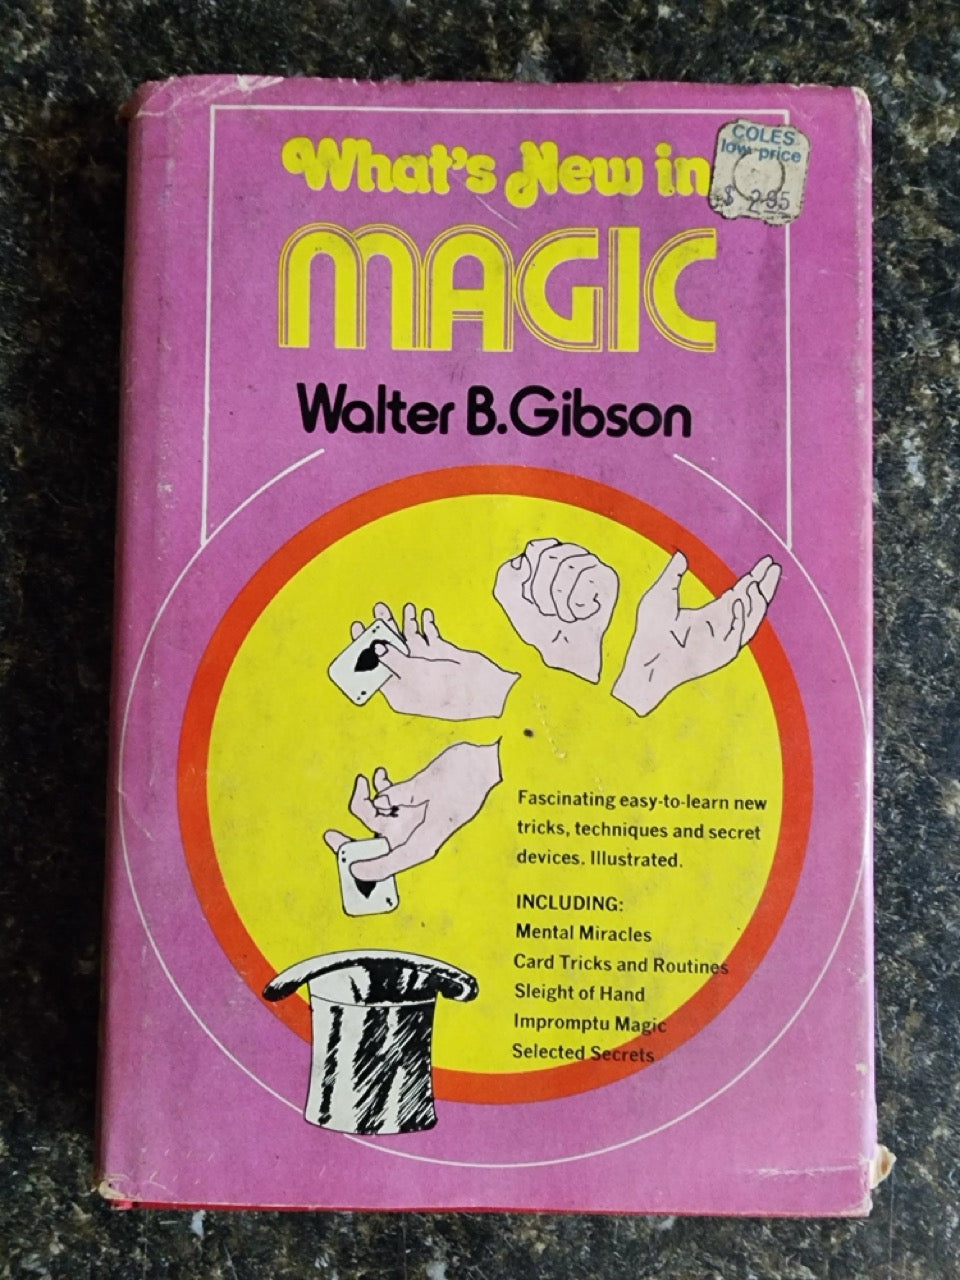 What's New in
COLES
low price
$ 2.95
MAGIC
Walter B. Gibson
Fascinating easy-to-learn new
tricks, techniques and secret
devices. Illustrated.
INCLUDING:
Mental Miracles
Card Tricks and Routines
Sleight of Hand
Impromptu Magic
Selected Secrets